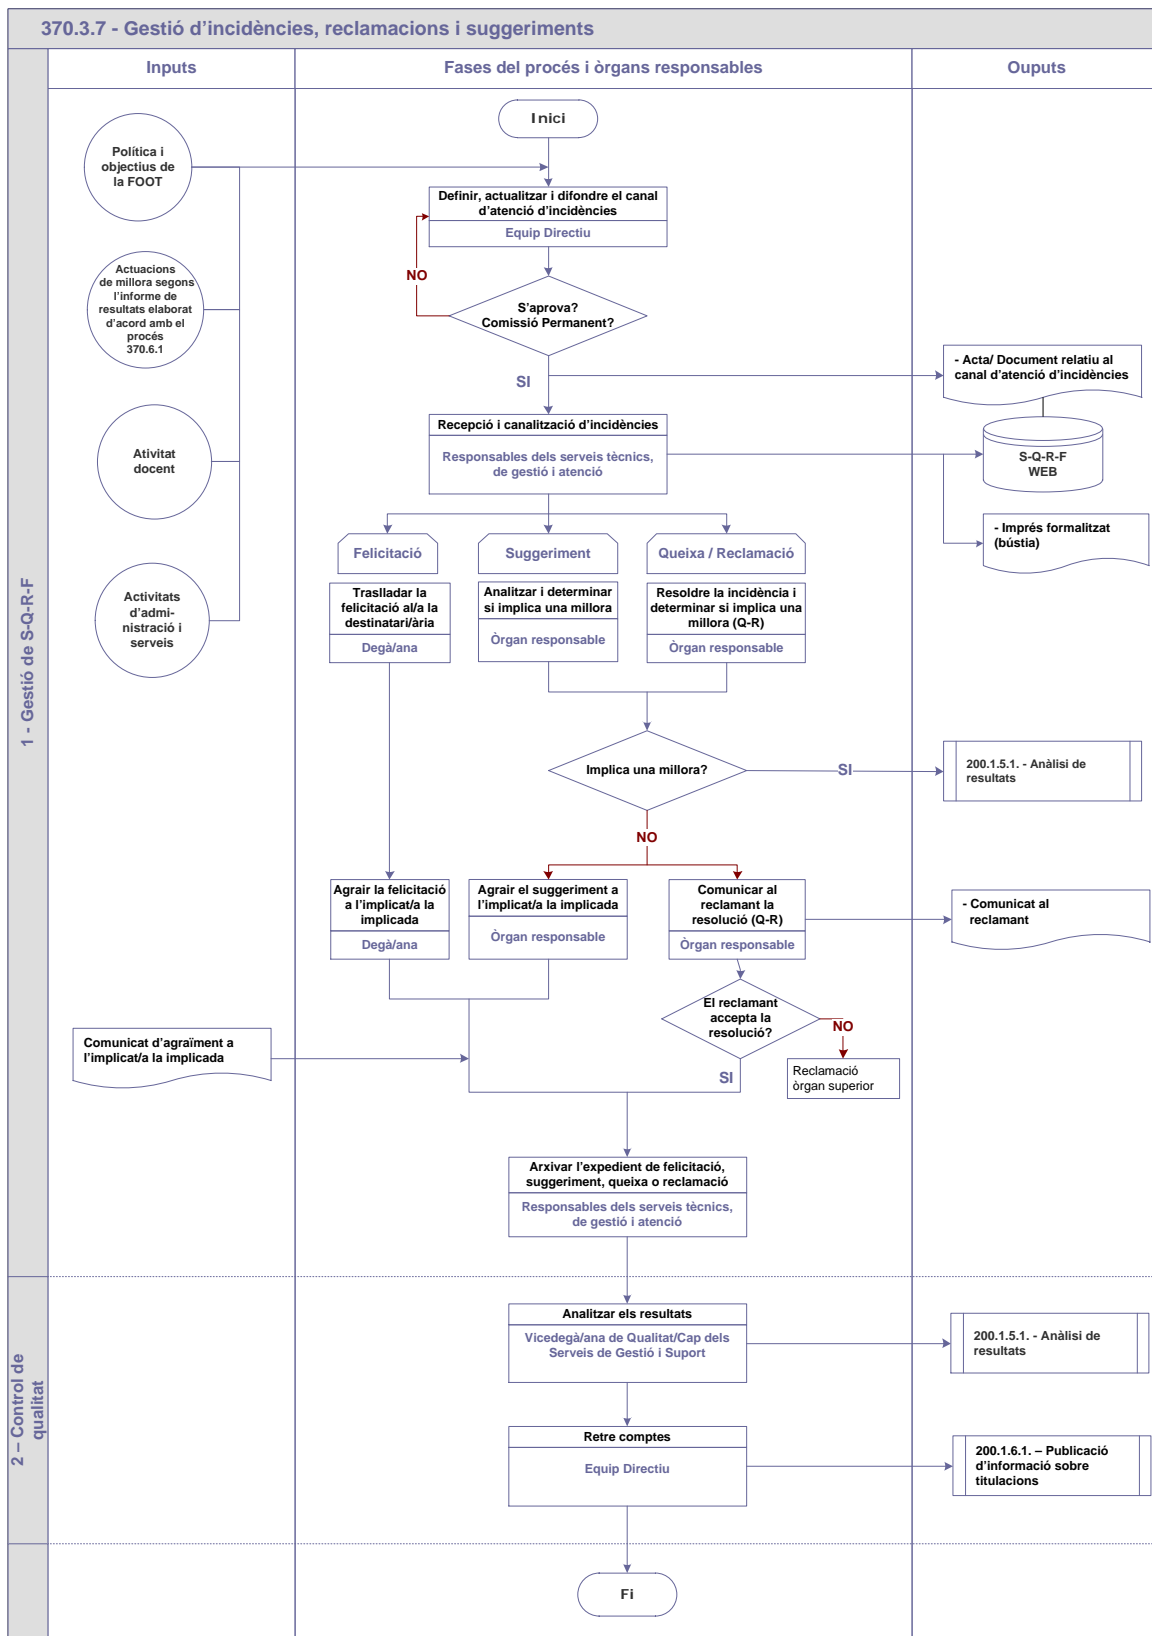 370.3.7 - Gestió d'incidències, reclamacions i suggeriments
Inputs
Fases del procés i òrgans responsables
Ouputs
1 - Gestió de S-Q-R-F
Inici
Política i
objectius de
la FOOT
Definir, actualitzar i difondre el canal
d'atenció d'incidències
Equip Directiu
Actuacions
de millora segons
l'informe de
resultats elaborat
d'acord amb el
procés
370.6.1
NO
S'aprova?
Comissió Permanent?
SI
- Acta/ Document relatiu al
canal d'atenció d'incidències
Recepció i canalització d'incidències
Responsables dels serveis tècnics,
de gestió i atenció
S-Q-R-F
WEB
Ativitat
docent
- Imprés formalitzat
(bústia)
Felicitació
Suggeriment
Queixa / Reclamació
Activitats
d'admi-
nistració i
serveis
Traslladar la
felicitació al/a la
destinatari/ària
Degà/ana
Analitzar i determinar
si implica una millora
Òrgan responsable
Resoldre la incidència i
determinar si implica una
millora (Q-R)
Òrgan responsable
Implica una millora?
SI
200.1.5.1. - Anàlisi de
resultats
NO
Agrair la felicitació
a l'implicat/a la
implicada
Degà/ana
Agrair el suggeriment a
l'implicat/a la implicada
Òrgan responsable
Comunicar al
reclamant la
resolució (Q-R)
Òrgan responsable
- Comunicat al
reclamant
El reclamant
accepta la
resolució?
NO
Reclamació
òrgan superior
SI
Comunicat d'agraïment a
l'implicat/a la implicada
Arxivar l'expedient de felicitació,
suggeriment, queixa o reclamació
Responsables dels serveis tècnics,
de gestió i atenció
2 – Control de
qualitat
Analitzar els resultats
Vicedegà/ana de Qualitat/Cap dels
Serveis de Gestió i Suport
200.1.5.1. - Anàlisi de
resultats
Retre comptes
Equip Directiu
200.1.6.1. – Publicació
d'informació sobre
titulacions
Fi